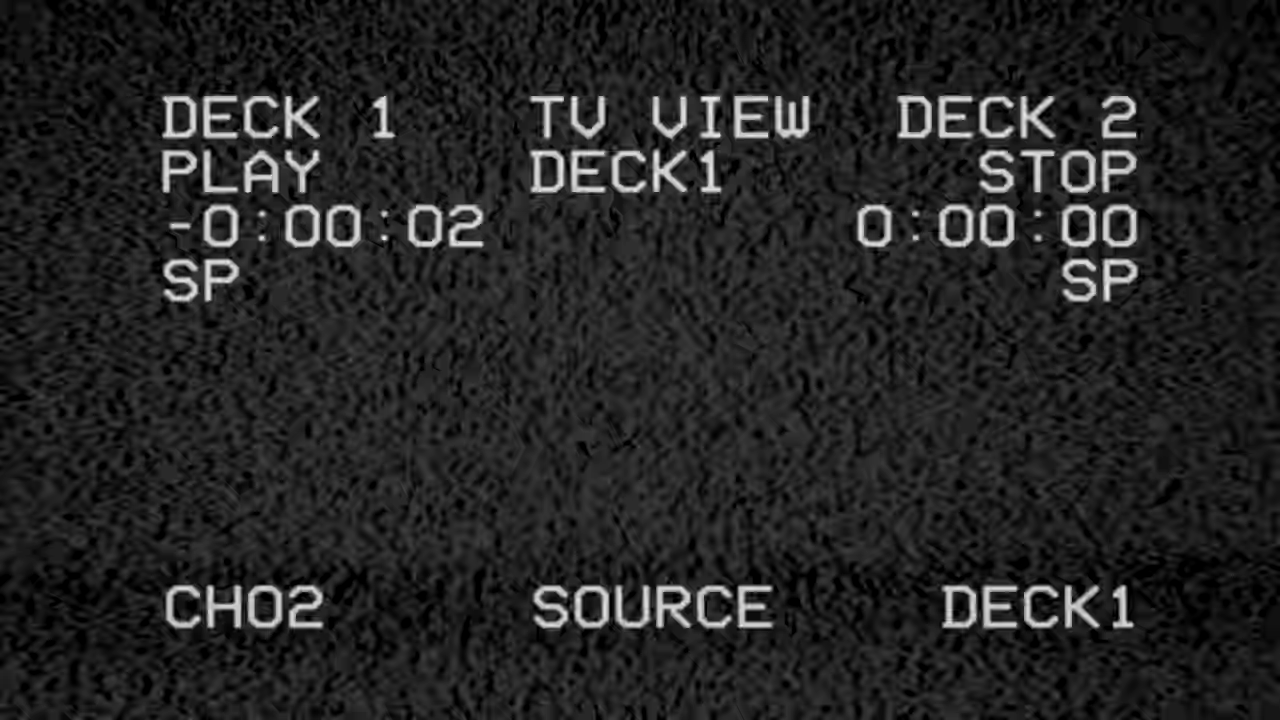 DECK 1 TV VIEW DECK 2
PLAY DECK1 STOP
-0:00:02 0:00:00
SP SP
CH02 SOURCE DECK1